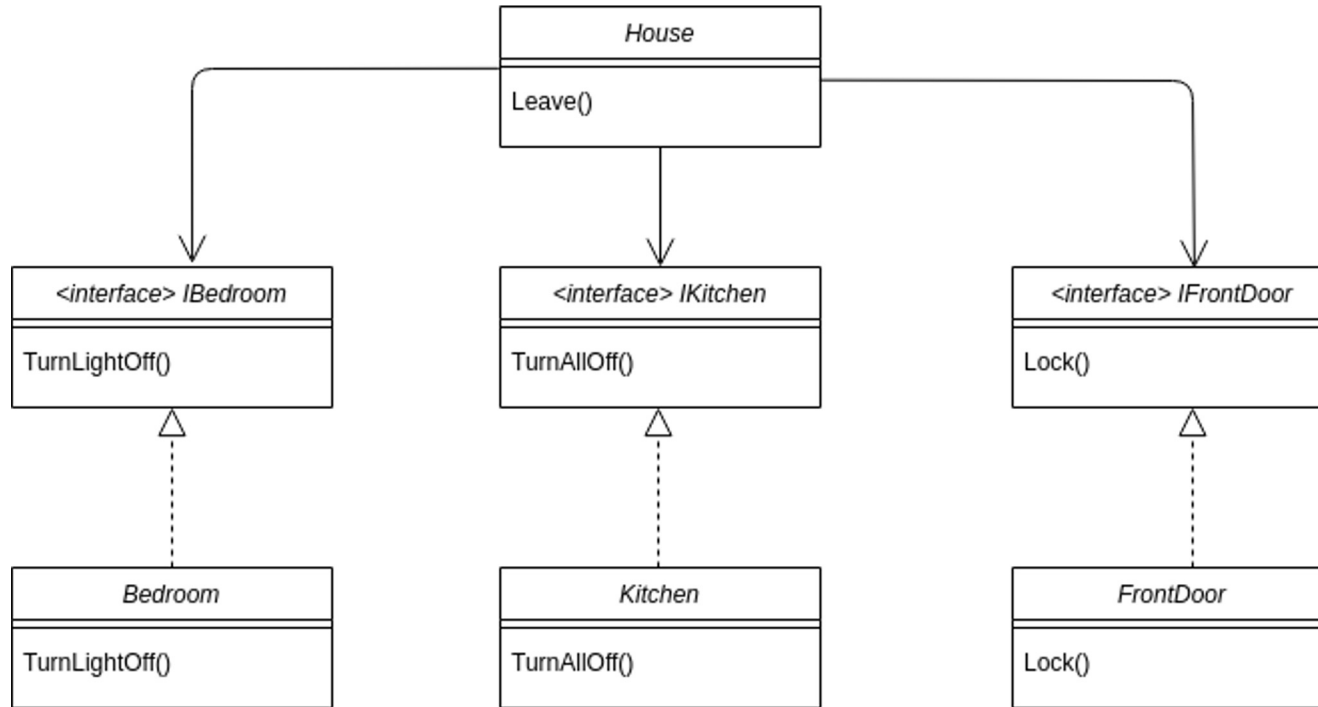 House
Leave()
<interface> IBedroom
TurnLightOff()
<interface> IKitchen
TurnAllOff()
<interface> IFrontDoor
Lock()
Bedroom
TurnLightOff()
Kitchen
TurnAllOff()
FrontDoor
Lock()